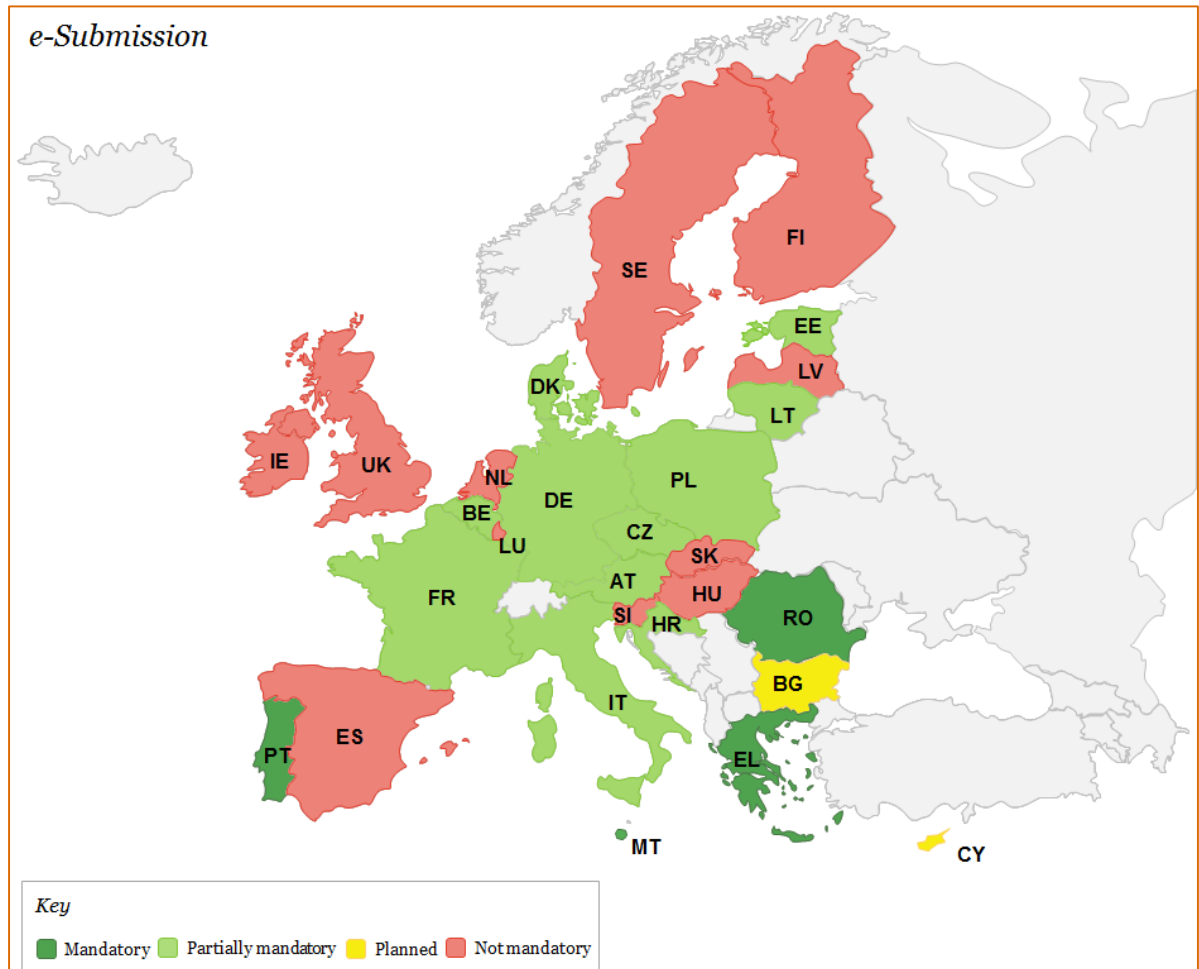 e-Submission
FI
SE
EE
LV
DK
LT
IE
UK
NL
PL
DE
BE
CZ
LU
SK
AT
HU
FR
SI
HR
RO
BG
IT
ES
PT
EL
MT
CY
Key
Mandatory Partially mandatory Planned Not mandatory